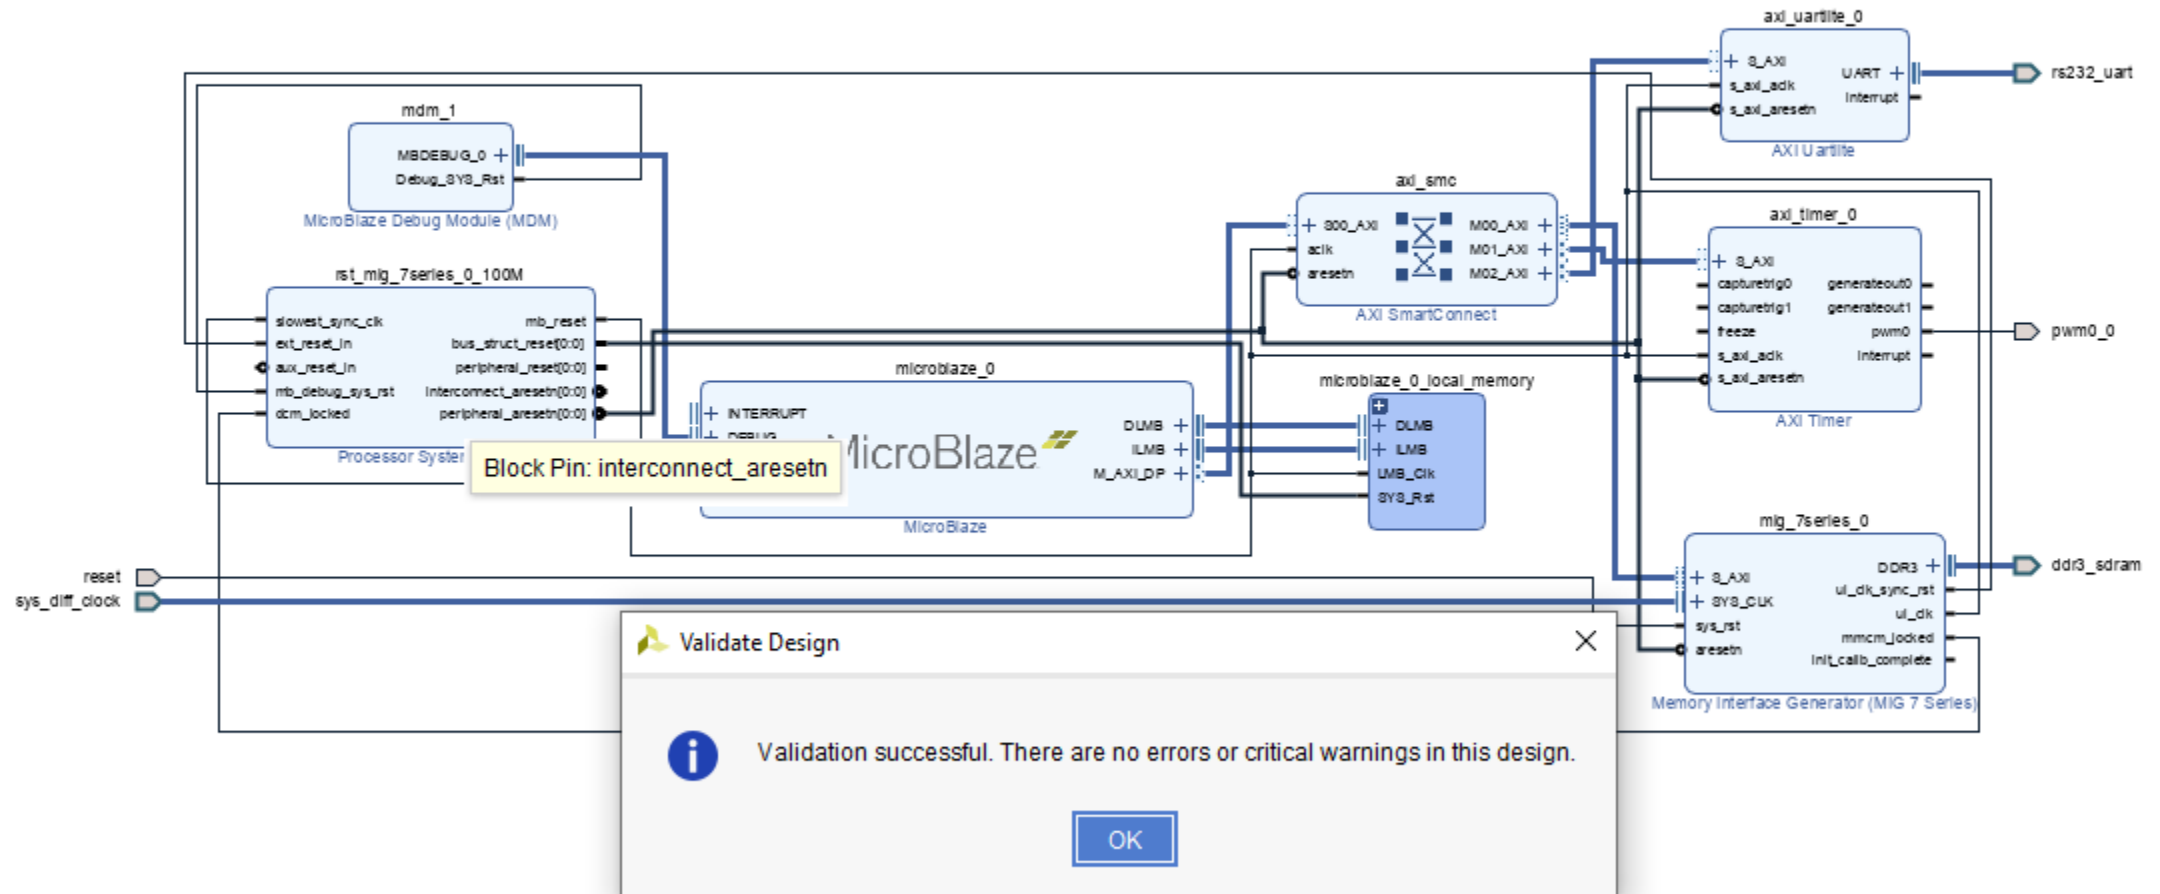 axi_uartlite_0
S_AXI
s_axi_aclk
s_axi_aresetn
UART
Interrupt
AXI Uartlite
rs232_uart
mdm_1
MBDEBUG_0
Debug_SYS_Rst
MicroBlaze Debug Module (MDM)
rst_mig_7series_0_100M
slowest_sync_clk
ext_reset_in
aux_reset_in
mb_debug_sys_rst
dcm_locked
mb_reset
bus_struct_reset[0:0]
peripheral_reset[0:0]
interconnect_aresetn[0:0]
peripheral_aresetn[0:0]
Processor System
Block Pin: interconnect_aresetn
microblaze_0
INTERRUPT
DEBUG
MicroBlaze
DLMB
ILMB
M_AXI_DP
MicroBlaze
axi_smc
S00_AXI
aclk
aresetn
M00_AXI
M01_AXI
M02_AXI
AXI SmartConnect
microblaze_0_local_memory
DLMB
ILMB
LMB_Clk
SYS_Rst
axi_timer_0
S_AXI
capturetrig0
capturetrig1
freeze
s_axi_aclk
s_axi_aresetn
generateout0
generateout1
pwm0
interrupt
AXI Timer
pwm0_0
mig_7series_0
S_AXI
SYS_CLK
sys_rst
aresetn
DDR3
ui_clk_sync_rst
ui_clk
mmcm_locked
init_calib_complete
Memory Interface Generator (MIG 7 Series)
ddr3_sdram
reset
sys_diff_clock
Validate Design
Validation successful. There are no errors or critical warnings in this design.
OK